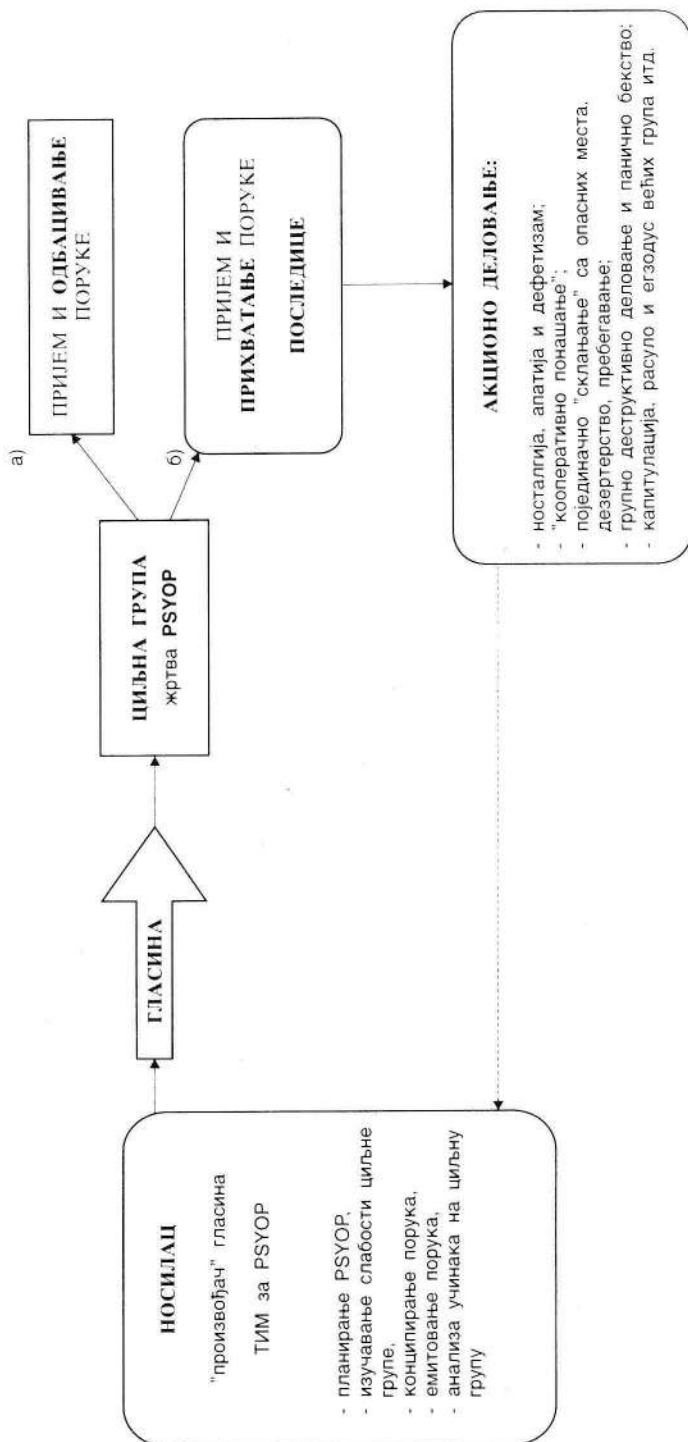 НОСИЛАЦ
"произвођач" гласина
ТИМ за PSYOP
- планирање PSYOP,
- изучавање слабости циљне
групе,
- конципирање порука,
- емитовање порука,
- анализа учинака на циљну
групу
ГЛАСИНА
ЦИЉНА ГРУПА
жртва PSYOP
а)
ПРИЈЕМ И ОДБАЦИВАЊЕ
ПОРУКЕ
б)
ПРИЈЕМ И
ПРИХВАТАЊЕ ПОРУКЕ
ПОСЛЕДИЦЕ
АКЦИОНО ДЕЛОВАЊЕ:
- носталгија, апатија и дефетизам;
- "кооперативно понашање";
- појединачно "склањање" са опасних места.
дезертерство, пребегавање;
- групно деструктивно деловање и панично бекство;
- капитулација, расуло и егзодус већих група итд.